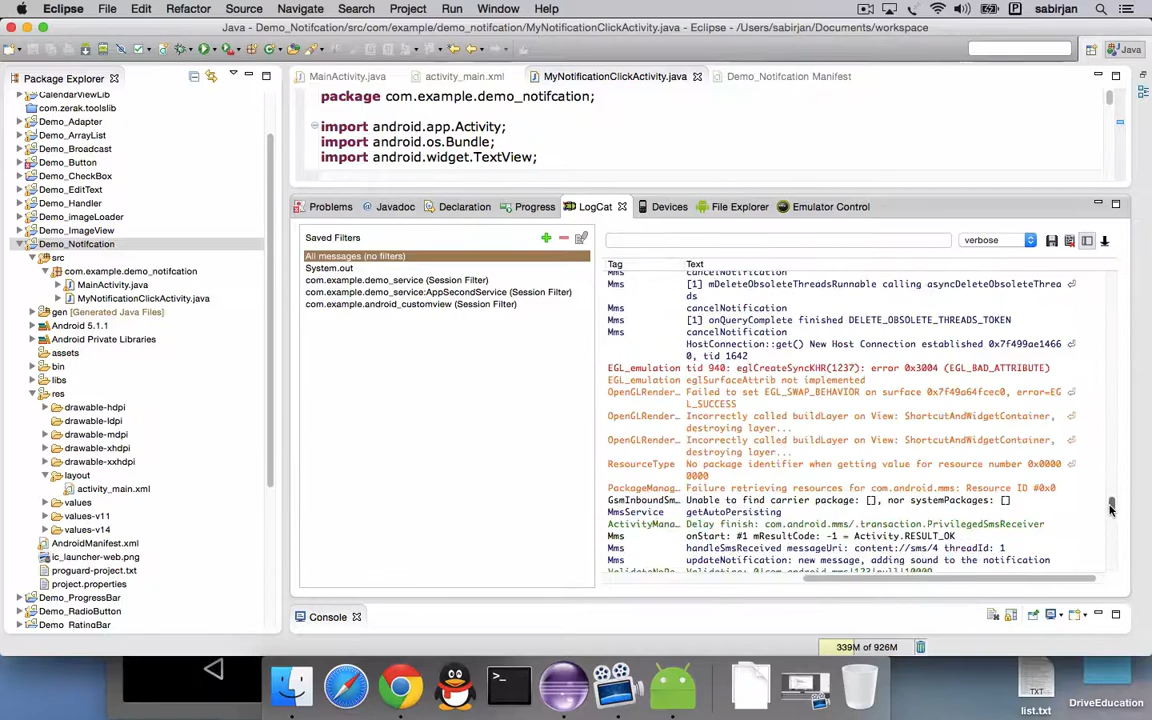 Eclipse File Edit Source Refactor Navigate Search Project Run Window Help sabirjan
Java - Demo_Notifcation/src/com/example/demo_notifcation/MyNotificationClickActivity.java - Eclipse - /Users/sabirjan/Documents/workspace
Java
Package Explorer
MainActivity.java activity_main.xml MyNotificationClickActivity.java Demo_Notifcation Manifest
CalendarViewLib
com.zerak.toolslib
Demo_Adapter
Demo_ArrayList
Demo_Broadcast
Demo_Button
Demo_CheckBox
Demo_EditText
Demo_Handler
Demo_imageLoader
Demo_ImageView
Demo_Notifcation
src
com.example.demo_notifcation
MainActivity.java
MyNotificationClickActivity.java
gen [Generated Java Files]
Android 5.1.1
Android Private Libraries
assets
bin
libs
res
drawable-hdpi
drawable-ldpi
drawable-mdpi
drawable-xhdpi
drawable-xxhdpi
layout
activity_main.xml
values
values-v11
values-v14
AndroidManifest.xml
ic_launcher-web.png
proguard-project.txt
project.properties
Demo_ProgressBar
Demo_RadioButton
Demo_RatingBar
package com.example.demo_notifcation;
import android.app.Activity;
import android.os.Bundle;
import android.widget.TextView;
Problems Javadoc Declaration Progress LogCat Devices File Explorer Emulator Control
Saved Filters
All messages (no filters)
System.out
com.example.demo_service (Session Filter)
com.example.demo_service:AppSecondService (Session Filter)
com.example.android_customview (Session Filter)
verbose
Tag Text
Mms cancelNotification
Mms [1] mDeleteObsoleteThreadsRunnable calling asyncDeleteObsoleteThrea
ds
Mms cancelNotification
Mms [1] onQueryComplete finished DELETE_OBSOLETE_THREADS_TOKEN
Mms cancelNotification
HostConnection::get() New Host Connection established 0x7f499ae1466
0, tid 1642
EGL_emulation tid 940: eglCreateSyncKHR(1237): error 0x3004 (EGL_BAD_ATTRIBUTE)
EGL_emulation eglSurfaceAttrib not implemented
OpenGLRender... Failed to set EGL_SWAP_BEHAVIOR on surface 0x7f49a64fcec0, error=EG
L_SUCCESS
OpenGLRender... Incorrectly called buildLayer on View: ShortcutAndWidgetContainer,
destroying layer...
OpenGLRender... Incorrectly called buildLayer on View: ShortcutAndWidgetContainer,
destroying layer...
ResourceType No package identifier when getting value for resource number 0x0000
0000
PackageManag... Failure retrieving resources for com.android.mms: Resource ID #0x0
GsmInboundSm... Unable to find carrier package: [], nor systemPackages: []
MmsService getAutoPersisting
ActivityMana... Delay finish: com.android.mms/.transaction.PrivilegedSmsReceiver
Mms onStart: #1 mResultCode: -1 = Activity.RESULT_OK
Mms handleSmsReceived messageUri: content://sms/4 threadId: 1
Mms updateNotification: new message, adding sound to the notification
Console
339M of 926M
TXT
list.txt
DriveEducation